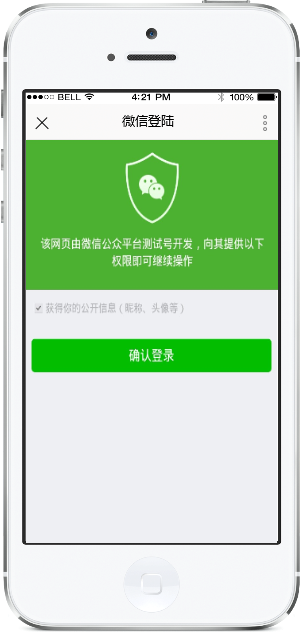 BELL 4:21 PM 100%
微信登陆
该网页由微信公众平台测试号开发，向其提供以下
权限即可继续操作
获得你的公开信息（昵称、头像等）
确认登录